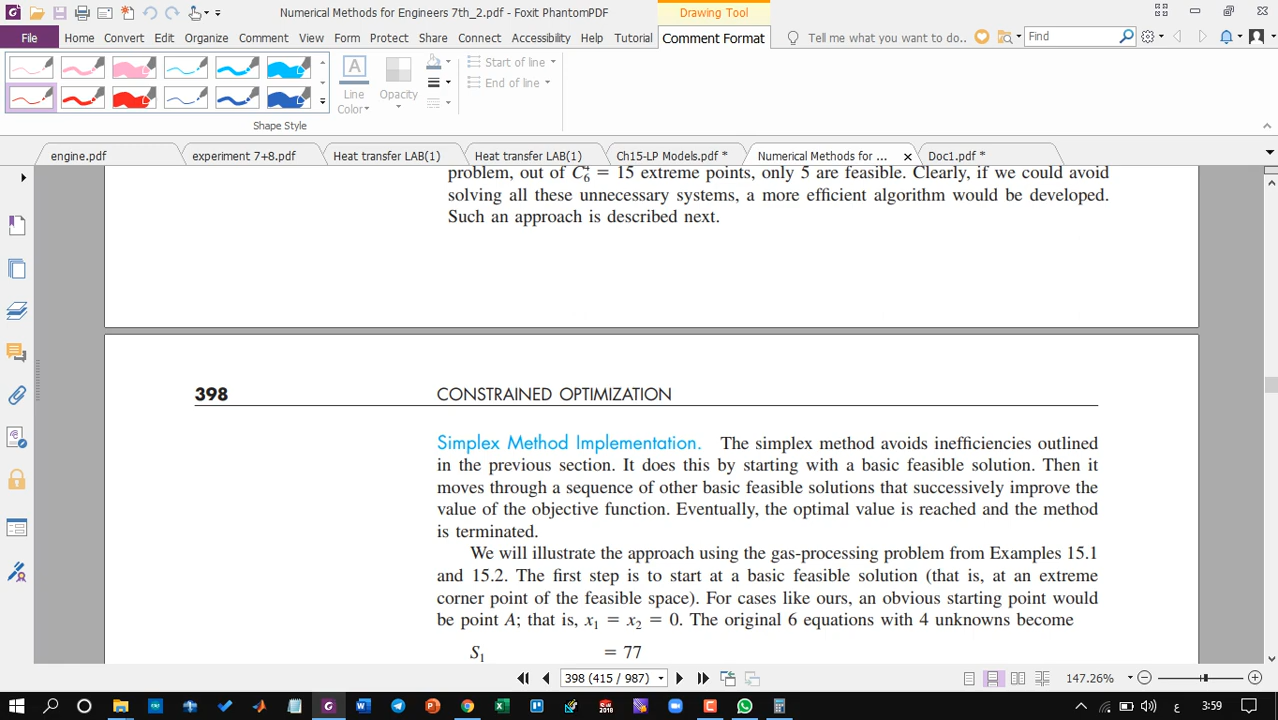 Numerical Methods for Engineers 7th_2.pdf - Foxit PhantomPDF
Drawing Tool
File Home Convert Edit Organize Comment View Form Protect Share Connect Accessibility Help Tutorial Comment Format Tell me what you want to do.. Find
Line Color
Opacity
Start of line
End of line
Shape Style
engine.pdf experiment 7+8.pdf Heat transfer LAB(1) Heat transfer LAB(1) Ch15-LP Models.pdf * Numerical Methods for ... Doc1.pdf *
problem, out of C₆⁴ = 15 extreme points, only 5 are feasible. Clearly, if we could avoid
solving all these unnecessary systems, a more efficient algorithm would be developed.
Such an approach is described next.
398 CONSTRAINED OPTIMIZATION
Simplex Method Implementation. The simplex method avoids inefficiencies outlined
in the previous section. It does this by starting with a basic feasible solution. Then it
moves through a sequence of other basic feasible solutions that successively improve the
value of the objective function. Eventually, the optimal value is reached and the method
is terminated.
We will illustrate the approach using the gas-processing problem from Examples 15.1
and 15.2. The first step is to start at a basic feasible solution (that is, at an extreme
corner point of the feasible space). For cases like ours, an obvious starting point would
be point A; that is, x₁ = x₂ = 0. The original 6 equations with 4 unknowns become
S₁ = 77
398 (415 / 987)
147.26%
ع 3:59